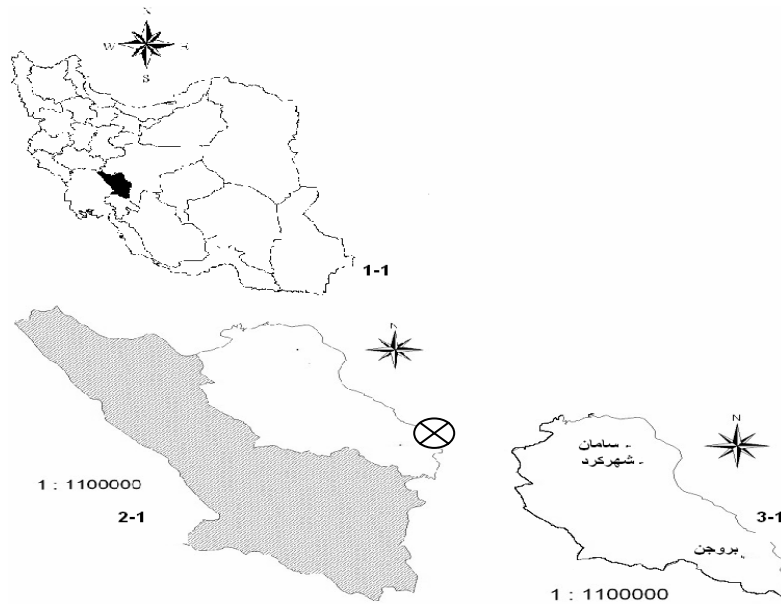 N
W E
S
1-1
N
1 : 1100000
2-1
N
سامان
شهرکرد
3-1
بروجن
1 : 1100000